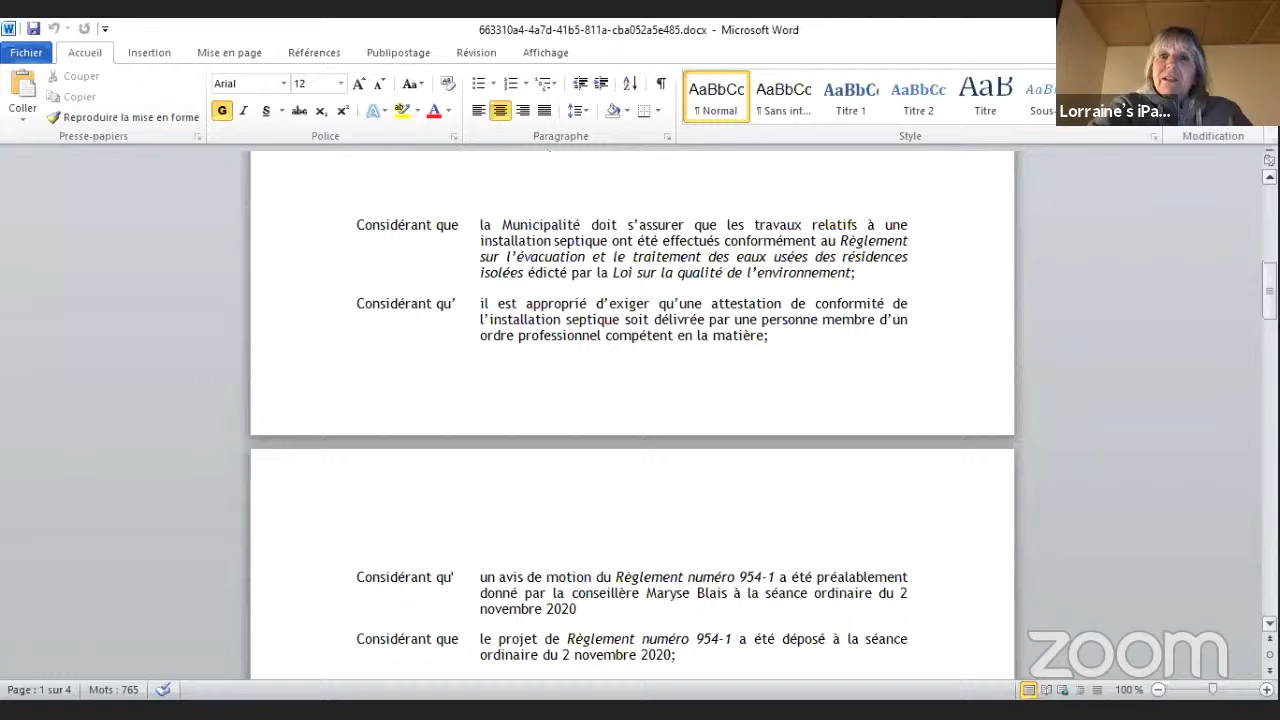 663310a4-4a7d-41b5-811a-cba052a5e485.docx - Microsoft Word
Fichier Accueil Insertion Mise en page Références Publipostage Révision Affichage
Coller
Couper
Copier
Reproduire la mise en forme
Presse-papiers
Arial 12
G I S abc x₂ x² A ab A
Police
Paragraphe
AaBbCc AaBbCc AaBbC AaBbCc AaB AaB
¶ Normal ¶ Sans int... Titre 1 Titre 2 Titre Sous-
Style
Modification
Lorraine's iPa...
Considérant que la Municipalité doit s'assurer que les travaux relatifs à une
installation septique ont été effectués conformément au Règlement
sur l'évacuation et le traitement des eaux usées des résidences
isolées édicté par la Loi sur la qualité de l'environnement;
Considérant qu' il est approprié d'exiger qu'une attestation de conformité de
l'installation septique soit délivrée par une personne membre d'un
ordre professionnel compétent en la matière;
Considérant qu' un avis de motion du Règlement numéro 954-1 a été préalablement
donné par la conseillère Maryse Blais à la séance ordinaire du 2
novembre 2020
Considérant que le projet de Règlement numéro 954-1 a été déposé à la séance
ordinaire du 2 novembre 2020;
zoom
Page : 1 sur 4 Mots : 765 100 %